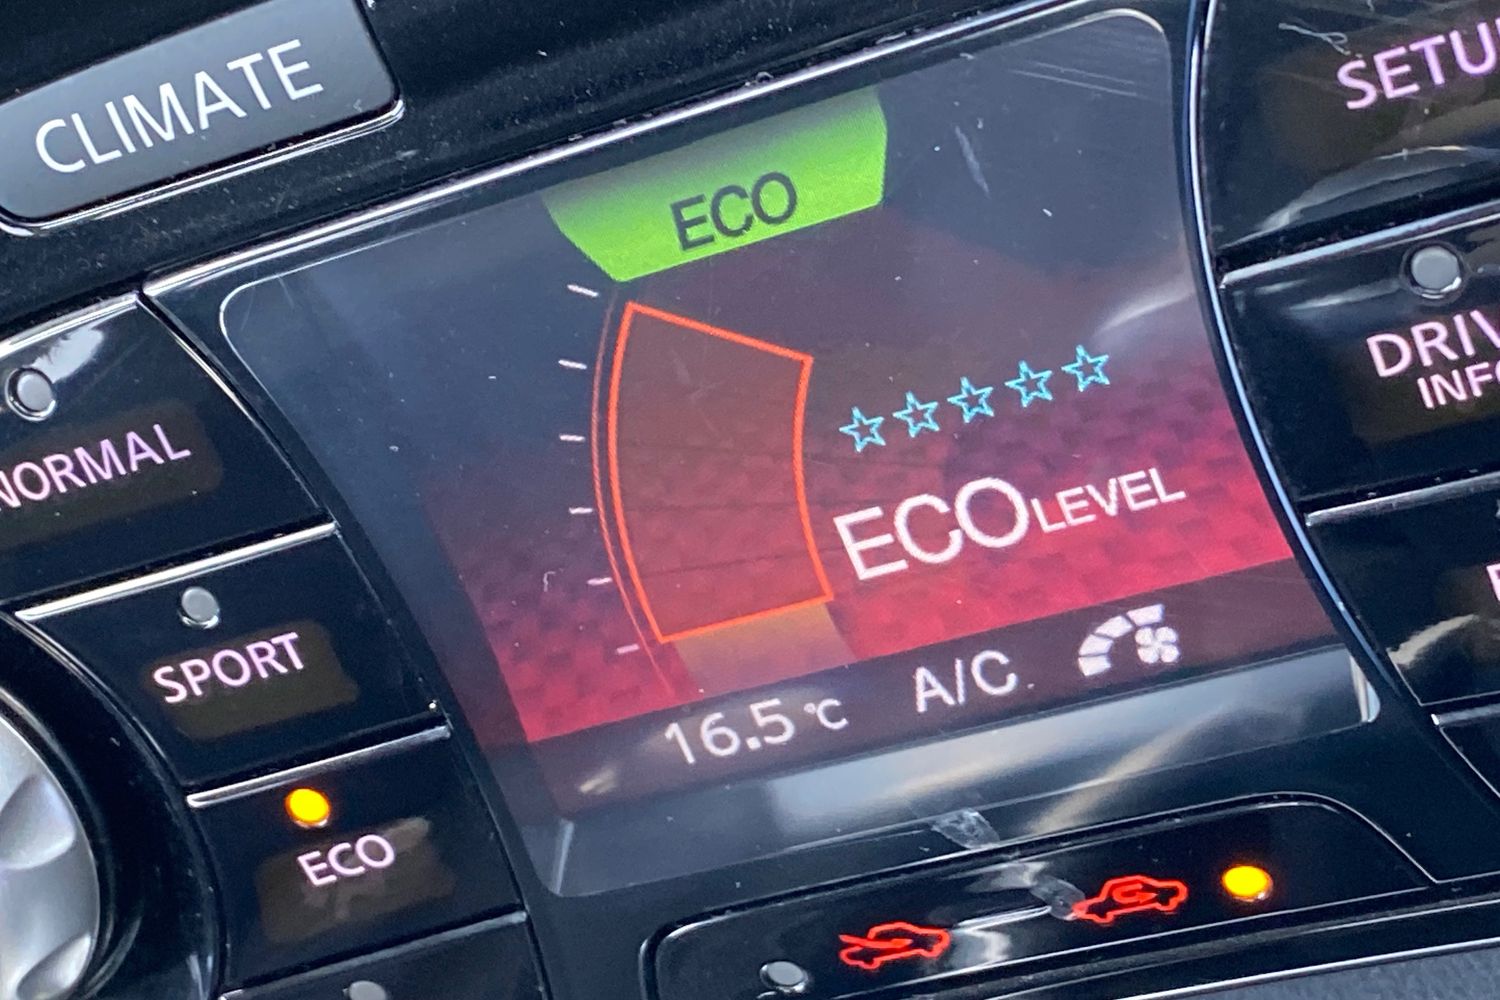 CLIMATE
SETU
ECO
DRIV
INFO
NORMAL
ECO LEVEL
SPORT
16.5 °C A/C
ECO